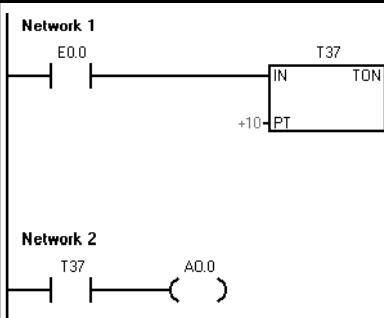 Network 1
E0.0
T37
IN TON
+10 PT
Network 2
T37 A0.0